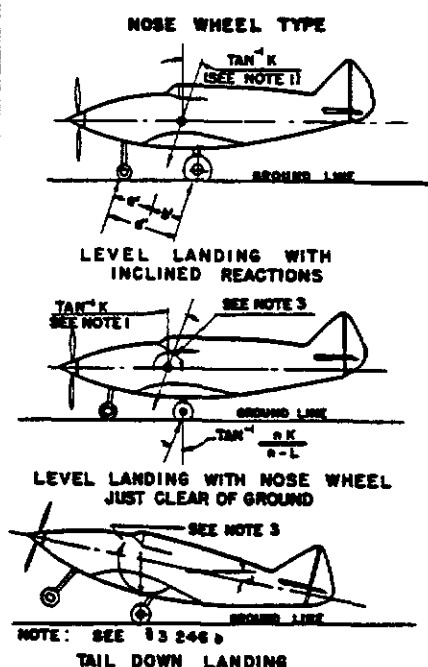 NOSE WHEEL TYPE
TAN⁻¹ K
(SEE NOTE 1)
GROUND LINE
a'
b'
d'
LEVEL LANDING WITH
INCLINED REACTIONS
TAN⁻¹ K
SEE NOTE 1
SEE NOTE 3
GROUND LINE
TAN⁻¹ nK
n-L
LEVEL LANDING WITH NOSE WHEEL
JUST CLEAR OF GROUND
SEE NOTE 3
GROUND LINE
NOTE: SEE §3 246 b
TAIL DOWN LANDING